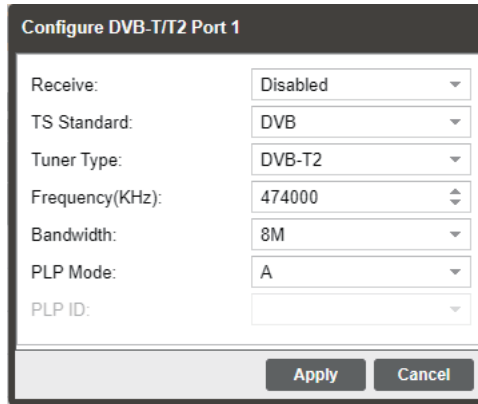 Configure DVB-T/T2 Port 1
Receive: Disabled
TS Standard: DVB
Tuner Type: DVB-T2
Frequency(KHz): 474000
Bandwidth: 8M
PLP Mode: A
PLP ID:
Apply Cancel